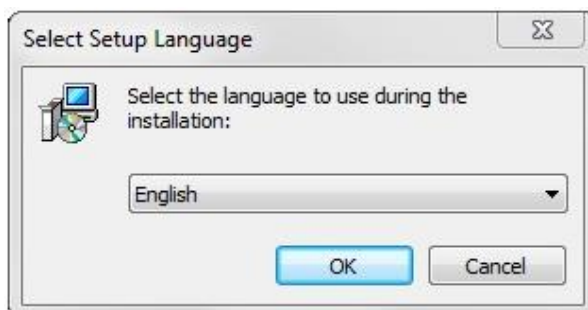 Select Setup Language
Select the language to use during the
installation:
English
OK
Cancel